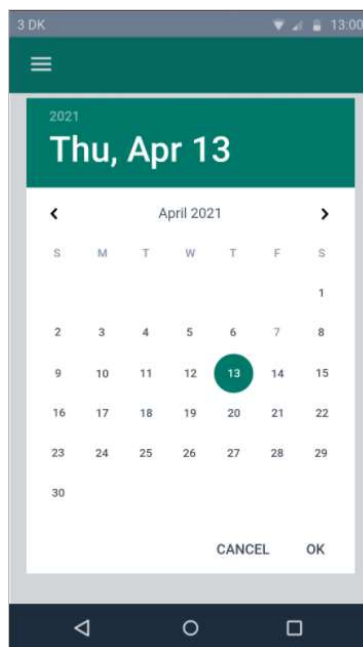 3 DK 13:00
2021
Thu, Apr 13
April 2021
S M T W T F S
1
2 3 4 5 6 7 8
9 10 11 12 13 14 15
16 17 18 19 20 21 22
23 24 25 26 27 28 29
30
CANCEL OK